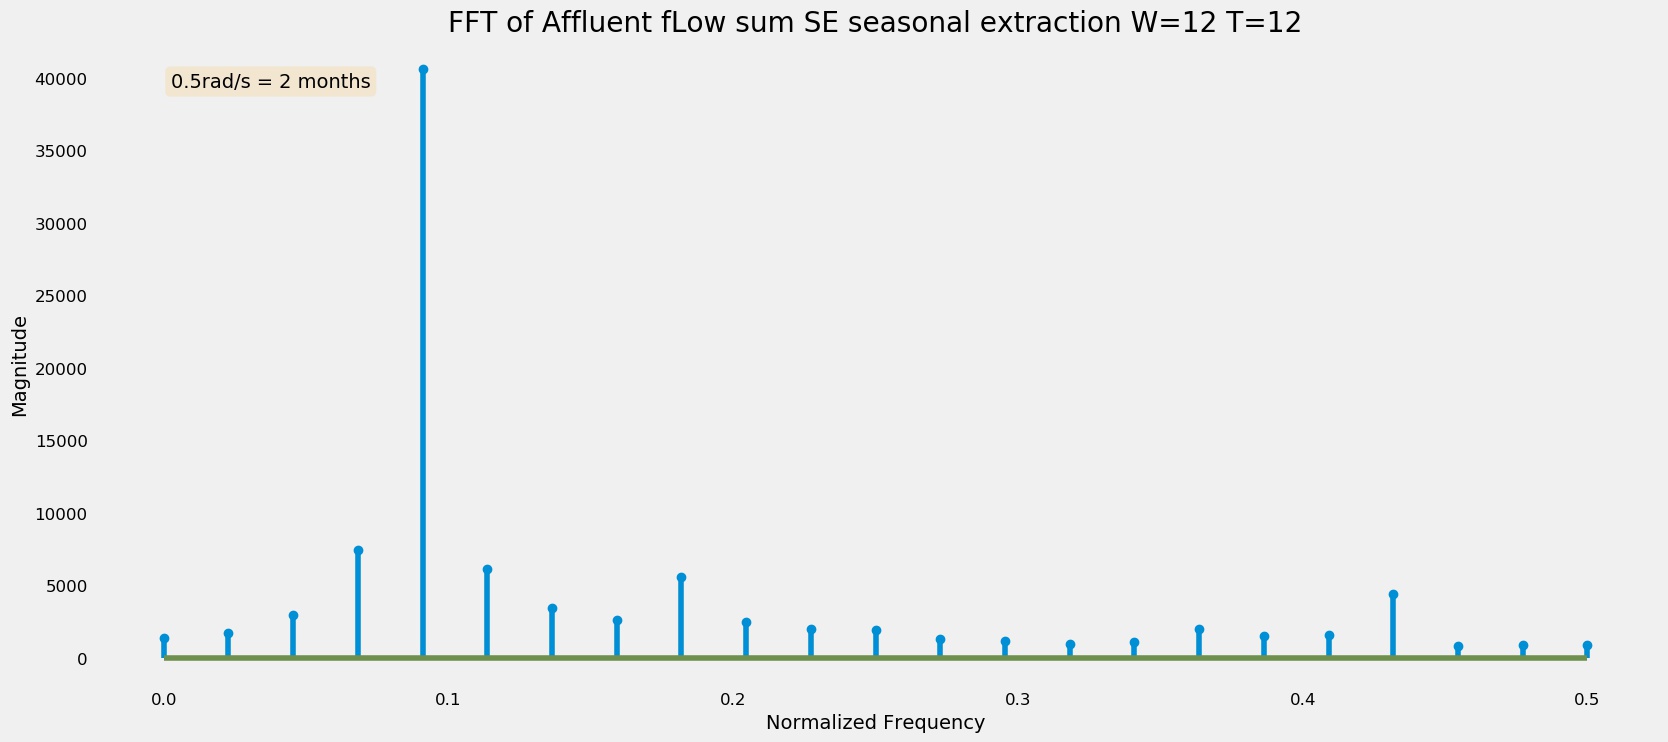 FFT of Affluent fLow sum SE seasonal extraction W=12 T=12
0.5rad/s = 2 months
Magnitude
40000
35000
30000
25000
20000
15000
10000
5000
0
0.0 0.1 0.2 0.3 0.4 0.5
Normalized Frequency